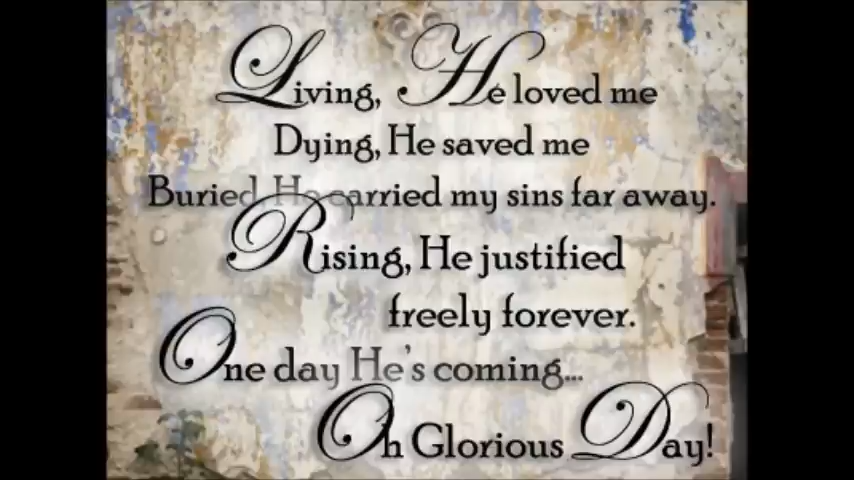 Living, He loved me
Dying, He saved me
Buried, He carried my sins far away.
Rising, He justified
freely forever.
One day He's coming...
Oh Glorious Day!